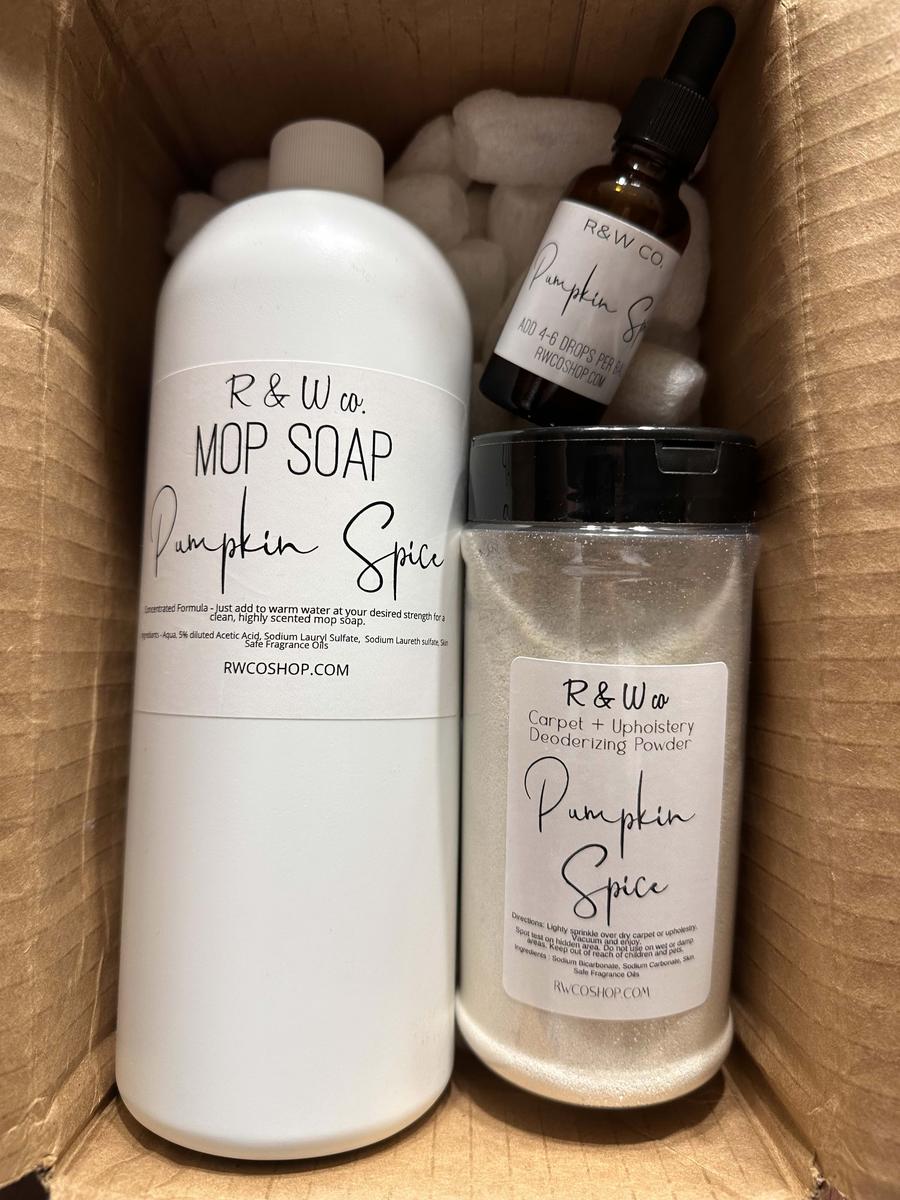 R & W co.
MOP SOAP
Pumpkin Spice
Concentrated Formula - Just add to warm water at your desired strength for a
clean, highly scented mop soap.
Ingredients - Aqua, 5% diluted Acetic Acid, Sodium Lauryl Sulfate, Sodium Laureth sulfate, Skin
Safe Fragrance Oils
RWCOSHOP.COM
R&W CO.
Pumpkin Sp
ADD 4-6 DROPS PER
RWCOSHOP.COM
R & W co
Carpet + Upholstery
Deoderizing Powder
Pumpkin
Spice
Directions: Lightly sprinkle over dry carpet or upholestry.
Vacuum and enjoy.
Spot test on hidden area. Do not use on wet or damp
areas. Keep out of reach of children and pets.
Ingredients : Sodium Bicarbonate, Sodium Carbonate, Skin
Safe Fragrance Oils
RWCOSHOP.COM